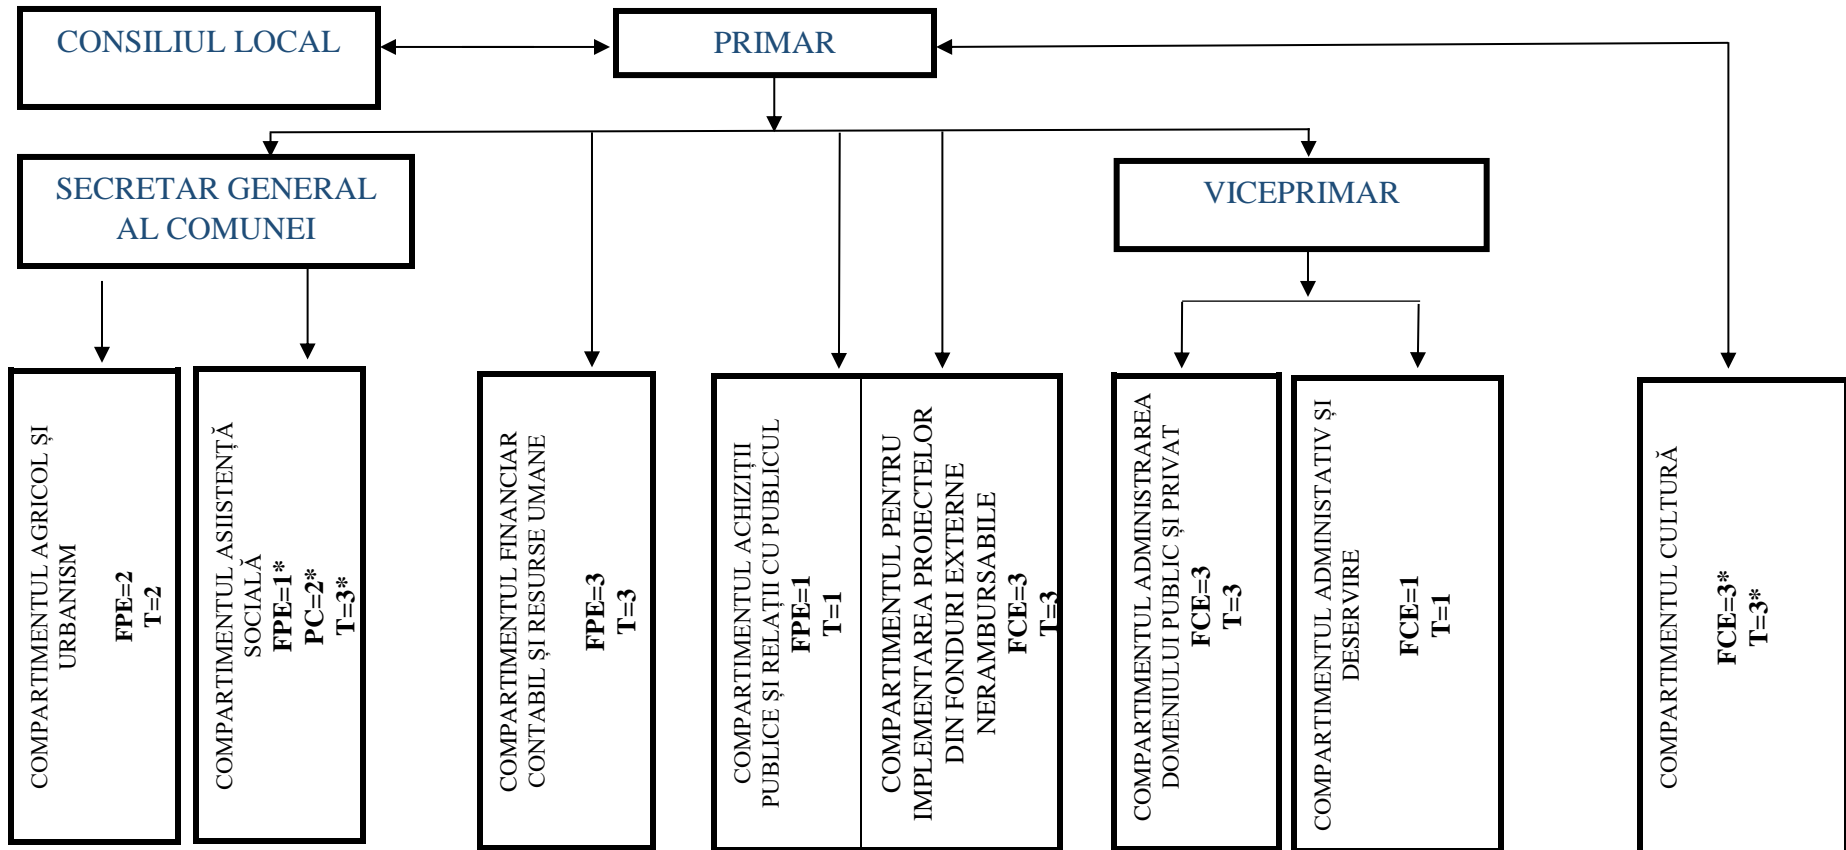 CONSILIUL LOCAL
PRIMAR
SECRETAR GENERAL
AL COMUNEI
VICEPRIMAR
COMPARTIMENTUL AGRICOL ȘI
URBANISM
FPE=2
T=2
COMPARTIMENTUL ASIISTENȚĂ
SOCIALĂ
FPE=1*
PC=2*
T=3*
COMPARTIMENTUL FINANCIAR
CONTABIL ȘI RESURSE UMANE
FPE=3
T=3
COMPARTIMENTUL ACHIZIȚII
PUBLICE ȘI RELAȚII CU PUBLICUL
FPE=1
T=1
COMPARTIMENTUL PENTRU
IMPLEMENTAREA PROIECTELOR
DIN FONDURI EXTERNE
NERAMBURSABILE
FCE=3
T=3
COMPARTIMENTUL ADMINISTRAREA
DOMENIULUI PUBLIC ȘI PRIVAT
FCE=3
T=3
COMPARTIMENTUL ADMINISTATIV ȘI
DESERVIRE
FCE=1
T=1
COMPARTIMENTUL CULTURĂ
FCE=3*
T=3*